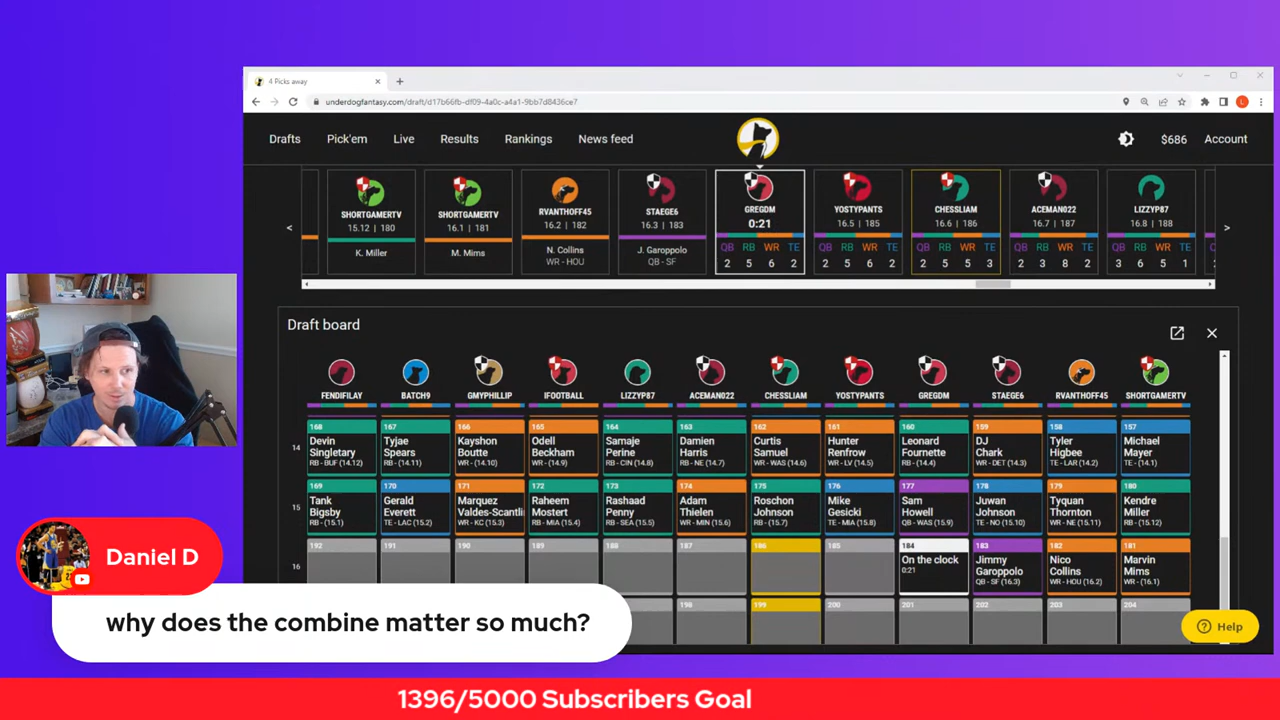 4 Picks away
underdogfantasy.com/draft/d17b66fb-df09-4a0c-a4a1-9bb7d8436ce7
Drafts Pick'em Live Results Rankings News feed $686 Account
SHORTGAMERTV SHORTGAMERTV RVANTHOFF45 STAEGE6 GREGDM YOSTYPANTS CHESSLIAM ACEMAN022 LIZZYP87
15.12 | 180 16.1 | 181 16.2 | 182 16.3 | 183 0:21 16.5 | 185 16.6 | 186 16.7 | 187 16.8 | 188
K. Miller M. Mims N. Collins J. Garoppolo QB RB WR TE QB RB WR TE QB RB WR TE QB RB WR TE QB RB WR TE
WR - HOU QB - SF 2 5 6 2 2 5 6 2 2 5 5 3 2 3 8 2 3 6 5 1
Draft board
FENDIFILAY BATCH9 GMYPHILLIP IFOOTBALL LIZZYP87 ACEMAN022 CHESSLIAM YOSTYPANTS GREGDM STAEGE6 RVANTHOFF45 SHORTGAMERTV
14
168 167 166 165 164 163 162 161 160 159 158 157
Devin Tyjae Kayshon Odell Samaje Damien Curtis Hunter Leonard DJ Tyler Michael
Singletary Spears Boutte Beckham Perine Harris Samuel Renfrow Fournette Chark Higbee Mayer
RB - BUF (14.12) RB - (14.11) WR - (14.10) WR - (14.9) RB - CIN (14.8) RB - NE (14.7) WR - WAS (14.6) WR - LV (14.5) RB - (14.4) WR - DET (14.3) TE - LAR (14.2) TE - (14.1)
15
169 170 171 172 173 174 175 176 177 178 179 180
Tank Gerald Marquez Raheem Rashaad Adam Roschon Mike Sam Juwan Tyquan Kendre
Bigsby Everett Valdes-Scantli Mostert Penny Thielen Johnson Gesicki Howell Johnson Thornton Miller
RB - (15.1) TE - LAC (15.2) WR - KC (15.3) RB - MIA (15.4) RB - SEA (15.5) WR - MIN (15.6) RB - (15.7) TE - MIA (15.8) QB - WAS (15.9) TE - NO (15.10) WR - NE (15.11) RB - (15.12)
16
192 191 190 189 188 187 186 185 184 183 182 181
On the clock Jimmy Nico Marvin
0:21 Garoppolo Collins Mims
QB - SF (16.3) WR - HOU (16.2) WR - (16.1)
198 199 200 201 202 203 204
Help
Daniel D
why does the combine matter so much?
1396/5000 Subscribers Goal